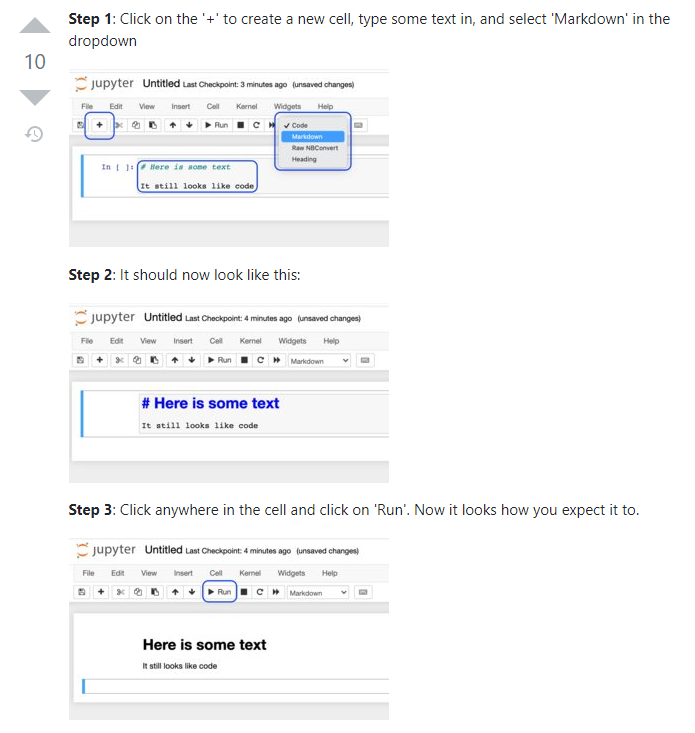 Step 1: Click on the '+' to create a new cell, type some text in, and select 'Markdown' in the
dropdown
10
jupyter Untitled Last Checkpoint: 3 minutes ago (unsaved changes)
File Edit View Insert Cell Kernel Widgets Help
Run
Code
Markdown
Raw NBConvert
Heading
In [ ]: # Here is some text
It still looks like code
Step 2: It should now look like this:
jupyter Untitled Last Checkpoint: 4 minutes ago (unsaved changes)
File Edit View Insert Cell Kernel Widgets Help
Run Markdown
# Here is some text
It still looks like code
Step 3: Click anywhere in the cell and click on 'Run'. Now it looks how you expect it to.
jupyter Untitled Last Checkpoint: 4 minutes ago (unsaved changes)
File Edit View Insert Cell Kernel Widgets Help
Run Markdown
Here is some text
It still looks like code